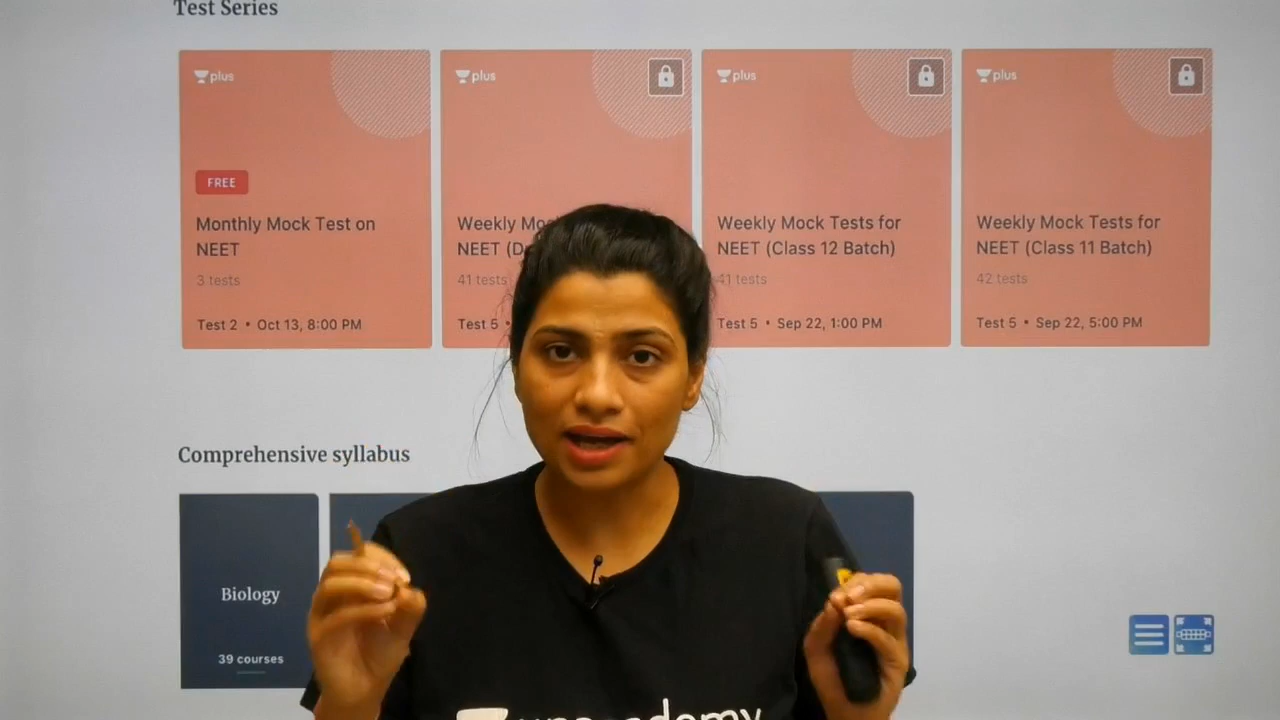 Test Series
plus
plus
plus
plus
FREE
Monthly Mock Test on
NEET
3 tests
Test 2 • Oct 13, 8:00 PM
Weekly
NEET
41 tests
Test 5 •
Weekly Mock Tests for
NEET (Class 12 Batch)
41 tests
Test 5 • Sep 22, 1:00 PM
Weekly Mock Tests for
NEET (Class 11 Batch)
42 tests
Test 5 • Sep 22, 5:00 PM
Comprehensive syllabus
Biology
39 courses
unacademy